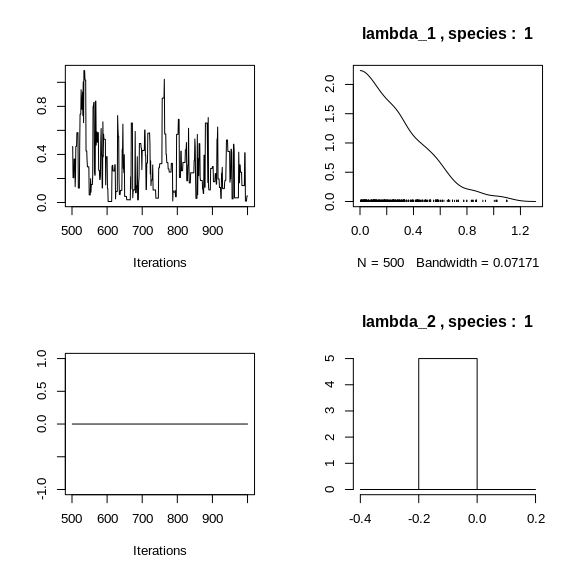 lambda_1 , species : 1
0.0 0.4 0.8
500 600 700 800 900
Iterations
0.0 0.5 1.0 1.5 2.0
0.0 0.4 0.8 1.2
N = 500 Bandwidth = 0.07171
lambda_2 , species : 1
-1.0 0.0 0.5 1.0
500 600 700 800 900
Iterations
0 1 2 3 4 5
-0.4 -0.2 0.0 0.2